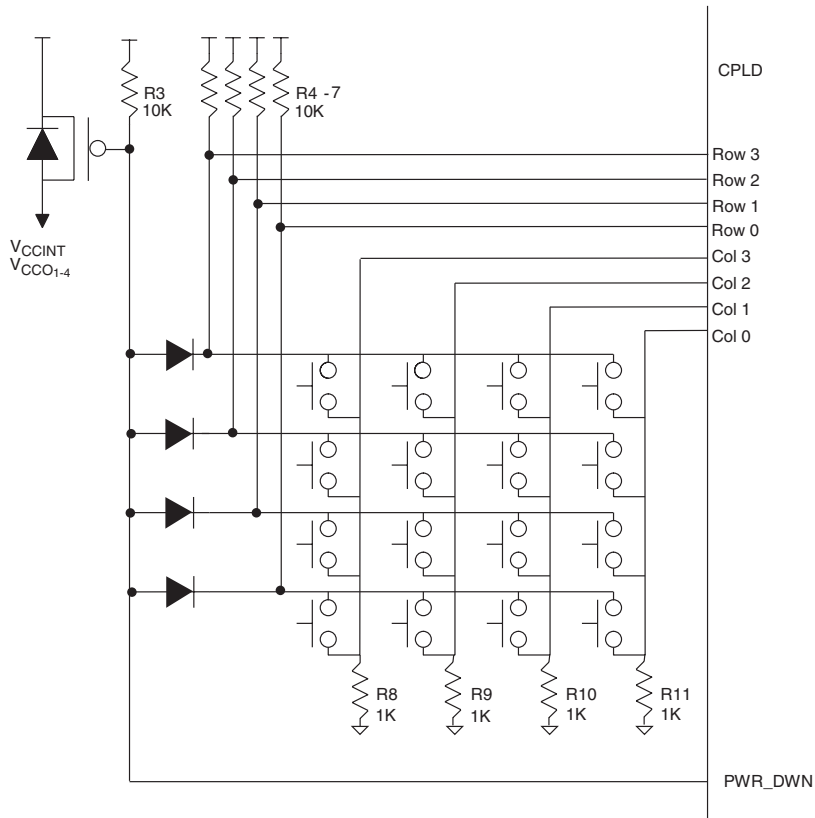 CPLD
R3
10K
R4 -7
10K
Row 3
Row 2
Row 1
Row 0
Col 3
Col 2
Col 1
Col 0
VCCINT
VCCO1-4
R8
1K
R9
1K
R10
1K
R11
1K
PWR_DWN